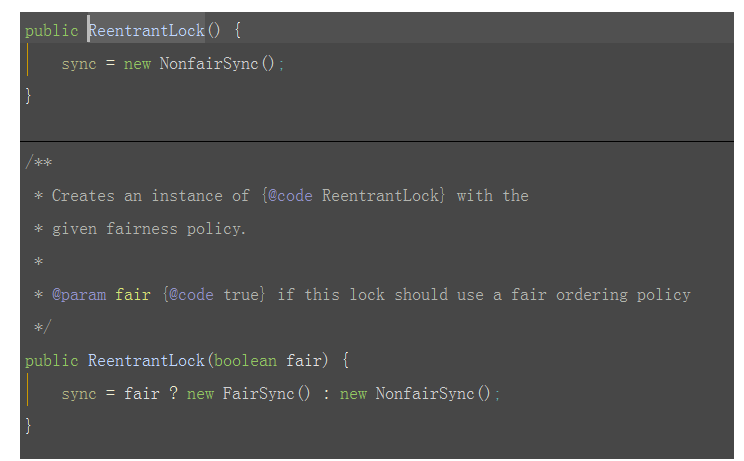 public ReentrantLock() {
sync = new NonfairSync();
}
/**
* Creates an instance of {@code ReentrantLock} with the
* given fairness policy.
*
* @param fair {@code true} if this lock should use a fair ordering policy
*/
public ReentrantLock(boolean fair) {
sync = fair ? new FairSync() : new NonfairSync();
}